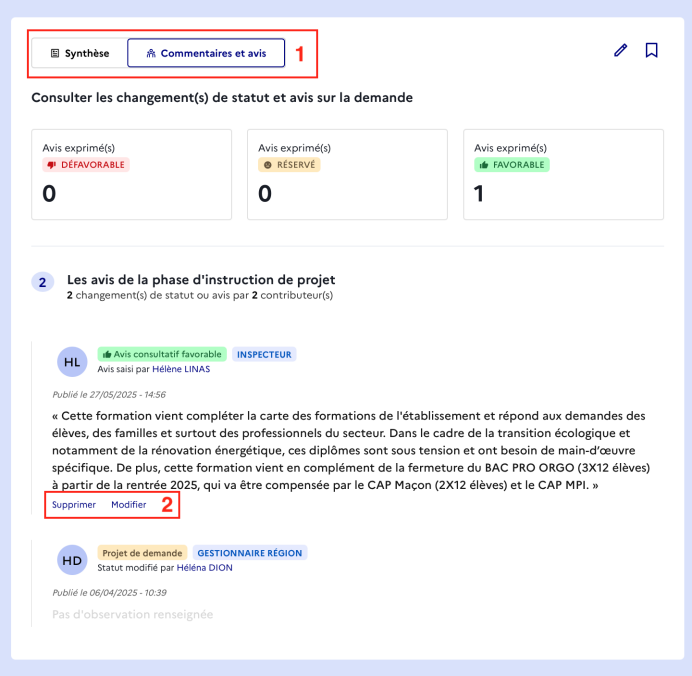 Synthèse Commentaires et avis 1
Consulter les changement(s) de statut et avis sur la demande
Avis exprimé(s) Avis exprimé(s) Avis exprimé(s)
DÉFAVORABLE RÉSERVÉ FAVORABLE
0 0 1
2 Les avis de la phase d'instruction de projet
2 changement(s) de statut ou avis par 2 contributeur(s)
HL Avis consultatif favorable INSPECTEUR
Avis saisi par Hélène LINAS
Publié le 27/05/2025 - 14:56
« Cette formation vient compléter la carte des formations de l'établissement et répond aux demandes des
élèves, des familles et surtout des professionnels du secteur. Dans le cadre de la transition écologique et
notamment de la rénovation énergétique, ces diplômes sont sous tension et ont besoin de main-d’œuvre
spécifique. De plus, cette formation vient en complément de la fermeture du BAC PRO ORGO (3X12 élèves)
à partir de la rentrée 2025, qui va être compensée par le CAP Maçon (2X12 élèves) et le CAP MPI. »
Supprimer Modifier 2
HD Projet de demande GESTIONNAIRE RÉGION
Statut modifié par Héléna DION
Publié le 06/04/2025 - 10:39
Pas d'observation renseignée